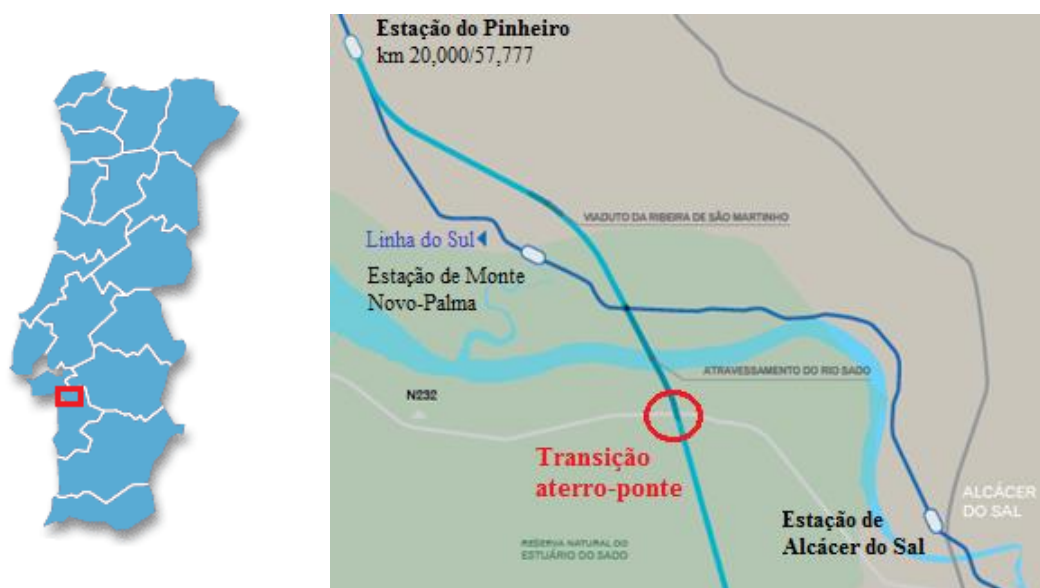 Estação do Pinheiro
km 20,000/57,777
VIADUTO DA RIBEIRA DE SÃO MARTINHO
Linha do Sul
Estação de Monte
Novo-Palma
ATRAVESSAMENTO DO RIO SADO
N232
Transição
aterro-ponte
ALCÁCER
DO SAL
Estação de
Alcácer do Sal
RESERVA NATURAL DO
ESTUÁRIO DO SADO